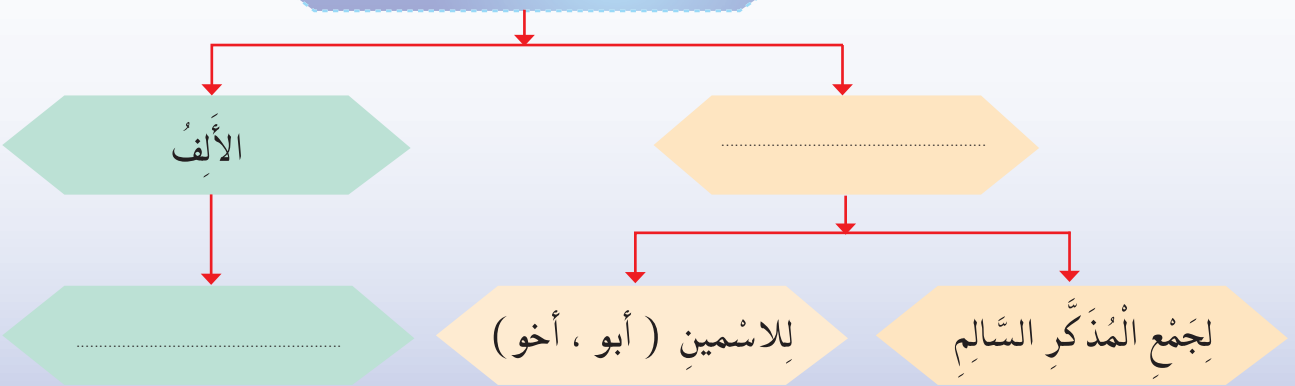 ................................................
الأَلِفُ
لِجَمْعِ الْمُذَكَّرِ السَّالِمِ
لِلاسْمينِ ( أبو ، أخو )
................................................